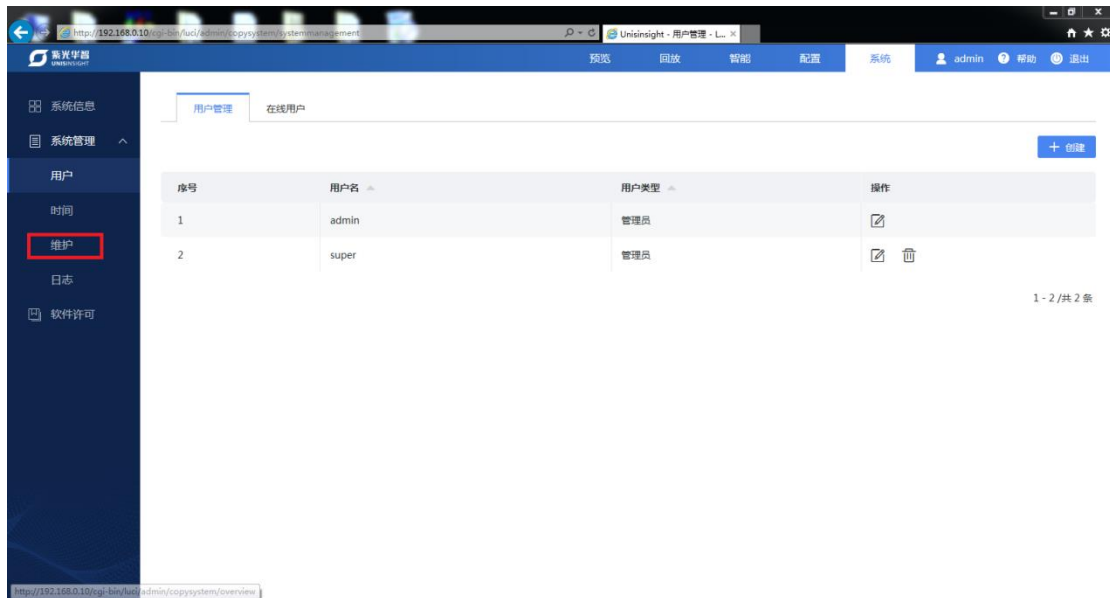 http://192.168.0.10/cgi-bin/luci/admin/copysystem/systemmanagement
Unisinsight - 用户管理 - L...
紫光华智
UNISINSIGHT
预览 回放 智能 配置 系统 admin 帮助 退出
系统信息
系统管理
用户
时间
维护
日志
软件许可
用户管理 在线用户
创建
序号 用户名 用户类型 操作
1 admin 管理员
2 super 管理员
1 - 2 /共 2 条
http://192.168.0.10/cgi-bin/luci/admin/copysystem/overview